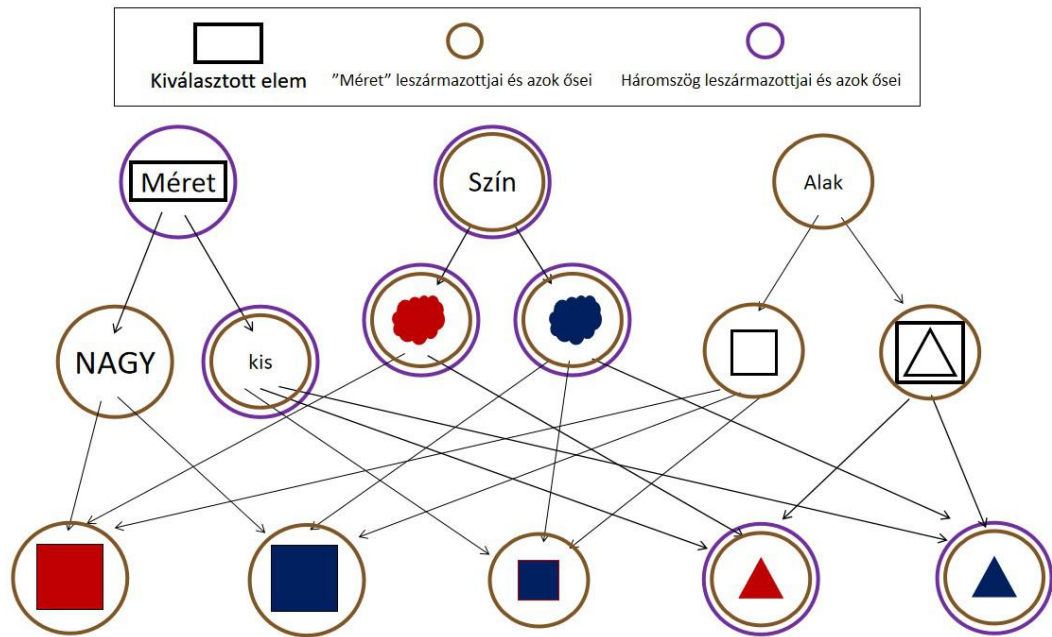 Kiválasztott elem
”Méret” leszármazottjai és azok ősei
Háromszög leszármazottjai és azok ősei
Méret
Szín
Alak
NAGY
kis